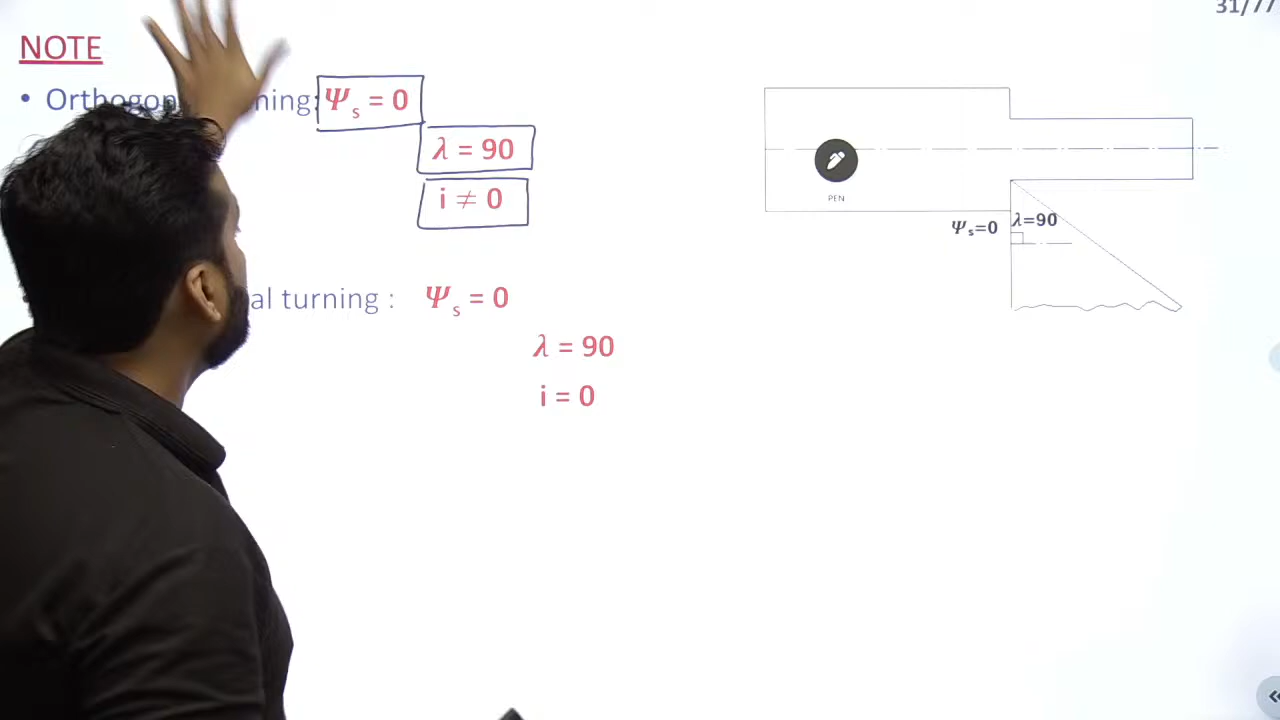 31/77
NOTE
• Orthogon ning: Ψs = 0
λ = 90
i ≠ 0
al turning : Ψs = 0
λ = 90
i = 0
PEN
Ψs=0
λ=90